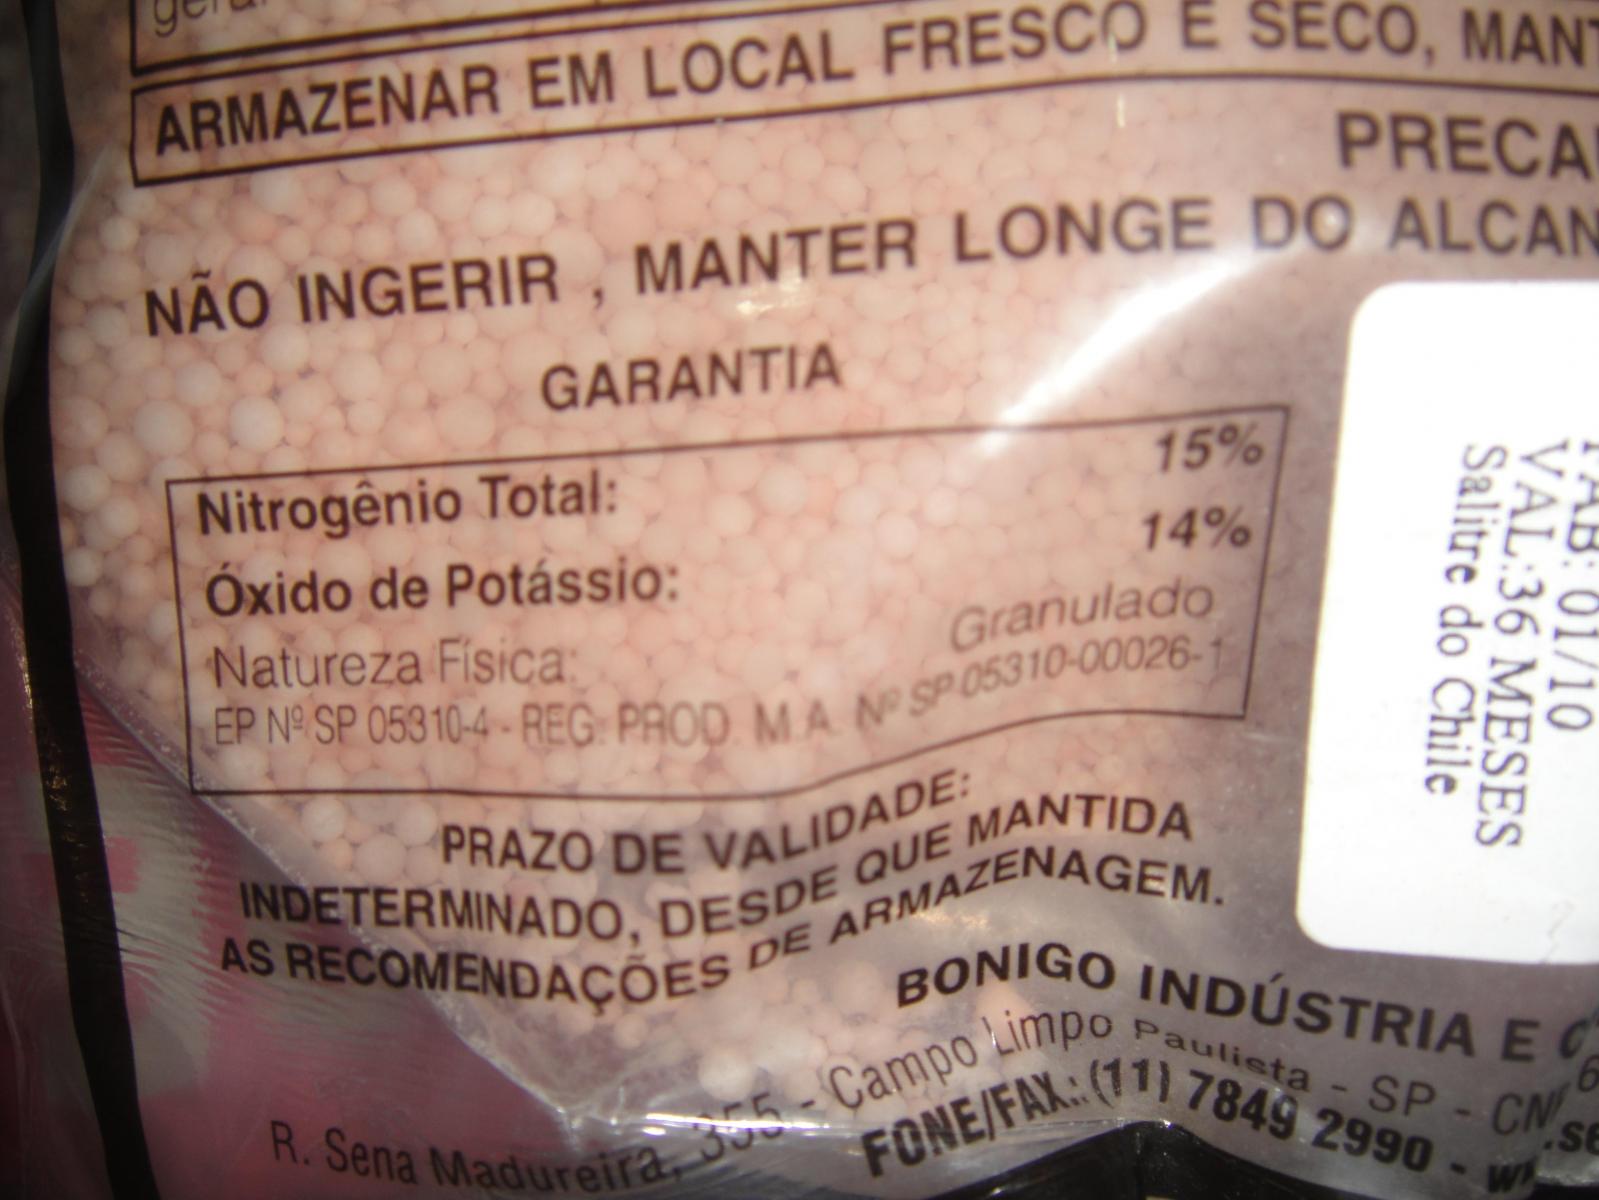 ARMAZENAR EM LOCAL FRESCO E SECO, MANT
PRECA
NÃO INGERIR , MANTER LONGE DO ALCAN
GARANTIA
Nitrogênio Total: 15%
Óxido de Potássio: 14%
Natureza Física: Granulado
EP Nº SP 05310-4 - REG. PROD. M.A. Nº SP-05310-00026-1
PRAZO DE VALIDADE:
INDETERMINADO, DESDE QUE MANTIDA
AS RECOMENDAÇÕES DE ARMAZENAGEM.
BONIGO INDÚSTRIA E C
R. Sena Madureira, 355 - Campo Limpo Paulista - SP - CN
FONE/FAX.: (11) 7849 2990 - w
FAB: 01/10
VAL.:36 MESES
Salitre do Chile